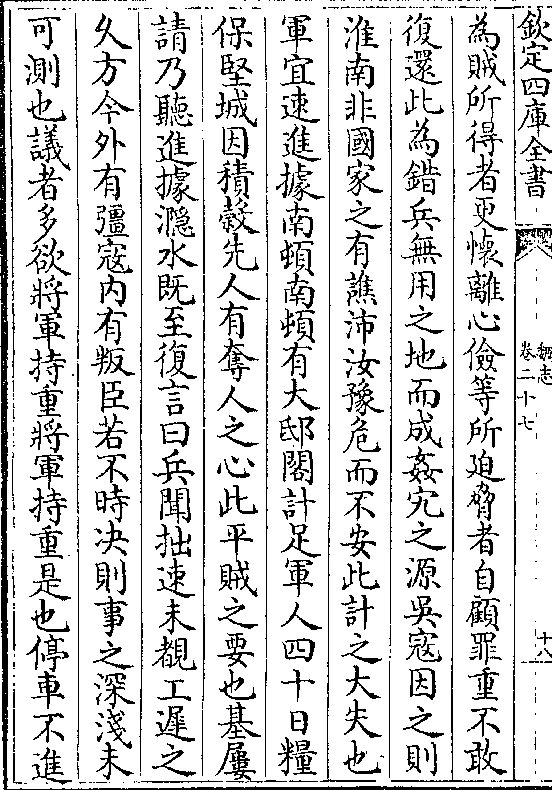 欽定四庫全書
魏志
卷二十七
十八
為賊所得者更懷離心儉等所迫脅者自顧罪重不敢
復還此為錯兵無用之地而成姦宄之源吳寇因之則
淮南非國家之有譙沛汝豫危而不安此計之大失也
軍宜速進據南頓南頓有大邸閣計足軍人四十日糧
保堅城因積榖先人有奪人之心此平賊之要也基屢
請乃聽進據㶏水既至復言曰兵聞拙速未覩工遲之
乆方今外有彊寇内有叛臣若不時决則事之深淺未
可測也議者多欲將軍持重將軍持重是也停車不進